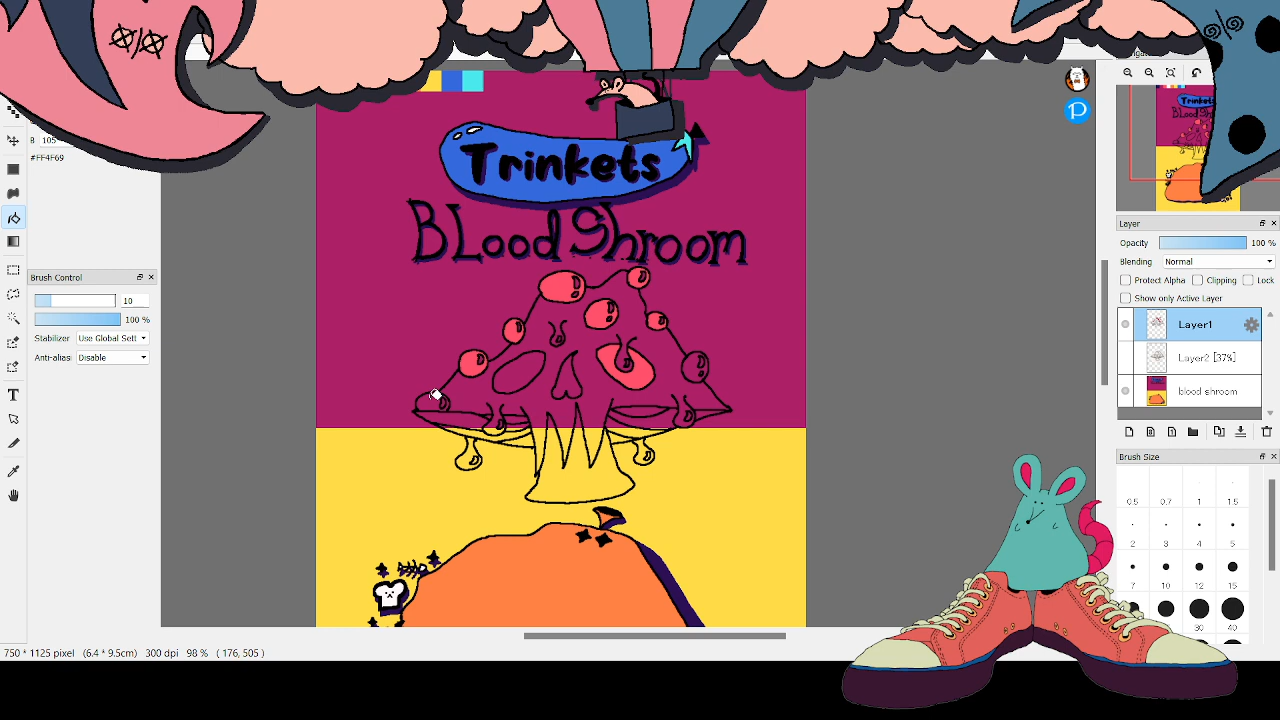 B 105
#FF4F69
Trinkets
BLood Shroom
Brush Control
10
100 %
Stabilizer Use Global Sett
Anti-aliasi Disable
Trinkets
Layer
Opacity 100 %
Blending Normal
Protect Alpha Clipping Lock
Show only Active Layer
Layer1
Layer2 [37%]
blood shroom
T
Brush Size
0.5 0.7 1 1.5
2 3 4 5
7 10 12 15
30 40
750 * 1125 pixel (6.4 * 9.5cm) 300 dpi 98 % ( 176, 505 )